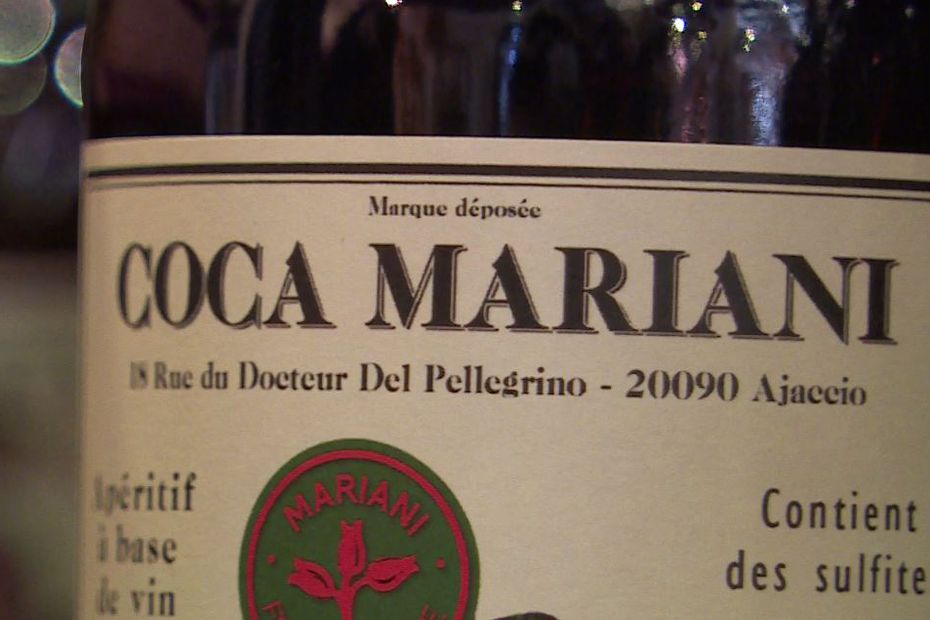 Marque déposée
COCA MARIANI
18 Rue du Docteur Del Pellegrino - 20090 Ajaccio
Apéritif
à base
de vin
MARIANI
Contient
des sulfite